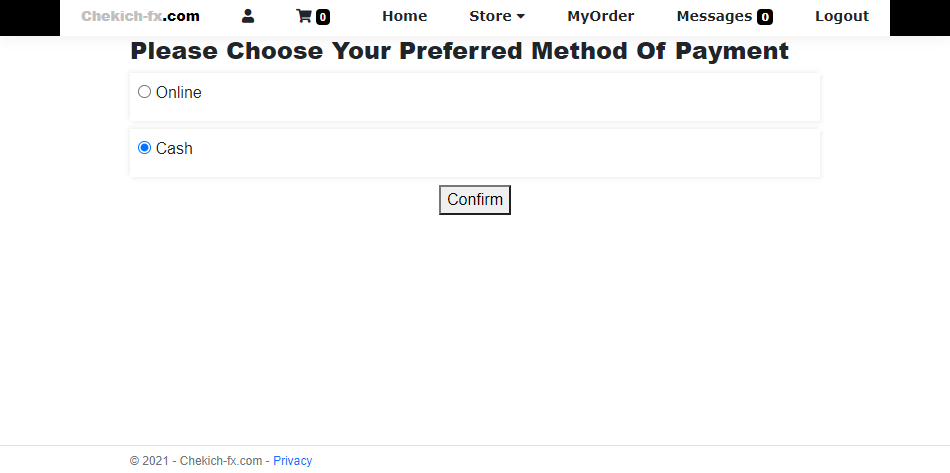 Chekich-fx.com 0 Home Store MyOrder Messages 0 Logout
Please Choose Your Preferred Method Of Payment
Online
Cash
Confirm
© 2021 - Chekich-fx.com - Privacy